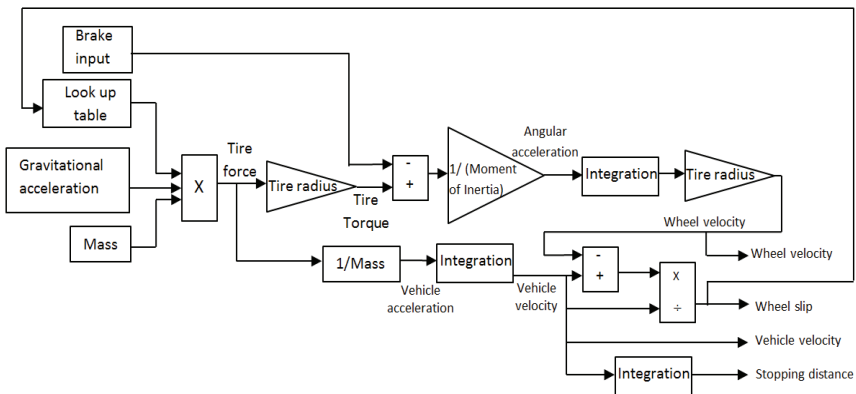 Brake
input
Look up
table
Gravitational
acceleration
Mass
X
Tire
force
Tire radius
Tire
Torque
-
+
1/ (Moment
of Inertia)
Angular
acceleration
Integration
Tire radius
Wheel velocity
Wheel velocity
1/Mass
Vehicle
acceleration
Integration
Vehicle
velocity
-
+
X
÷
Wheel slip
Vehicle velocity
Integration
Stopping distance